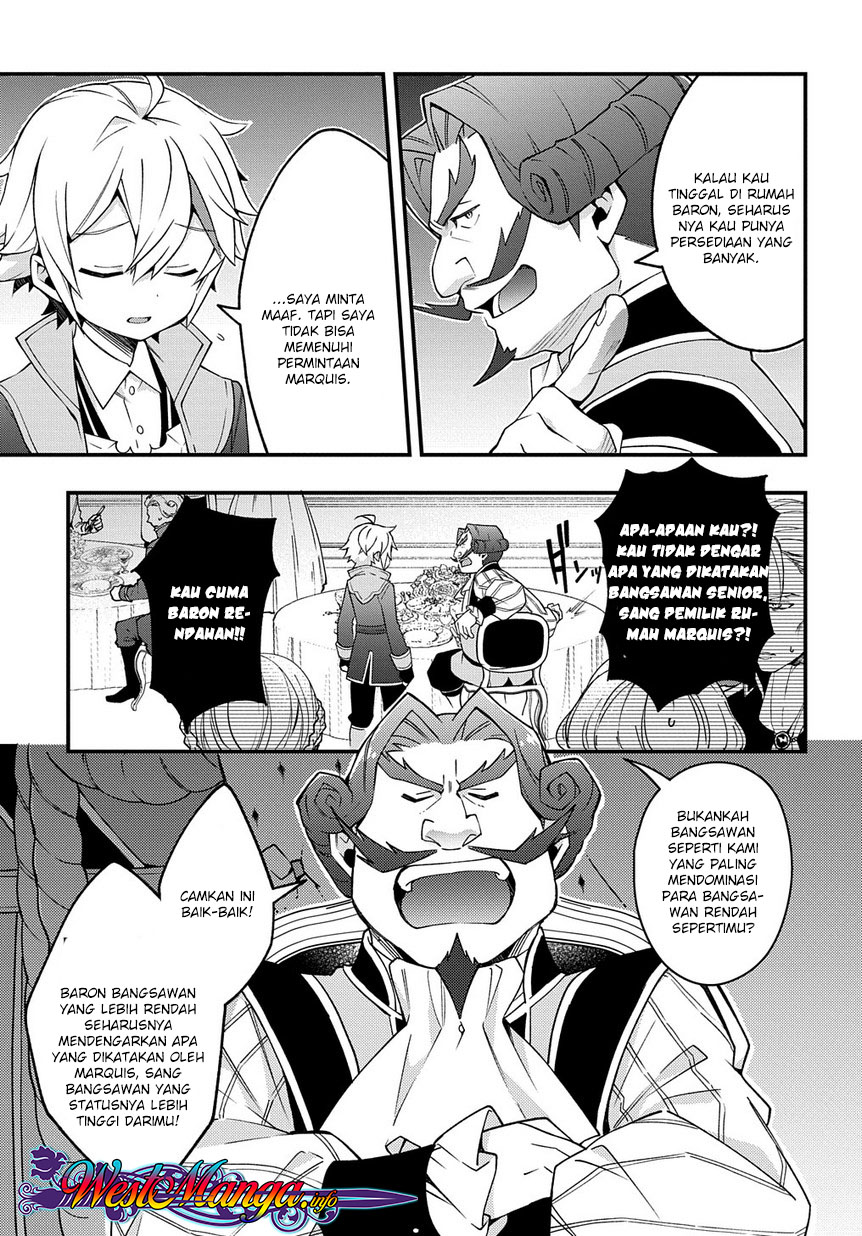 KALAU KAU
TINGGAL DI RUMAH
BARON, SEHARUS
NYA KAU PUNYA
PERSEDIAAN YANG
BANYAK.
...SAYA MINTA
MAAF. TAPI SAYA
TIDAK BISA
MEMENUHI
PERMINTAAN
MARQUIS.
APA-APAAN KAU?!
KAU TIDAK DENGAR
APA YANG DIKATAKAN
BANGSAWAN SENIOR,
SANG PEMILIK RU-
MAH MARQUIS?!
ダンッ
KAU CUMA
BARON RE-
NDAHAN!!
BUKANKAH
BANGSAWAN
SEPERTI KAMI
YANG PALING
MENDOMINASI
PARA BANGSA-
WAN RENDAH
SEPERTIMU?
CAMKAN INI
BAIK-BAIK!
BARON BANGSAWAN
YANG LEBIH RENDAH
SEHARUSNYA
MENDENGARKAN APA
YANG DIKATAKAN OLEH
MARQUIS, SANG
BANGSAWAN YANG
STATUSNYA LEBIH
TINGGI DARIMU!
WestManga.info